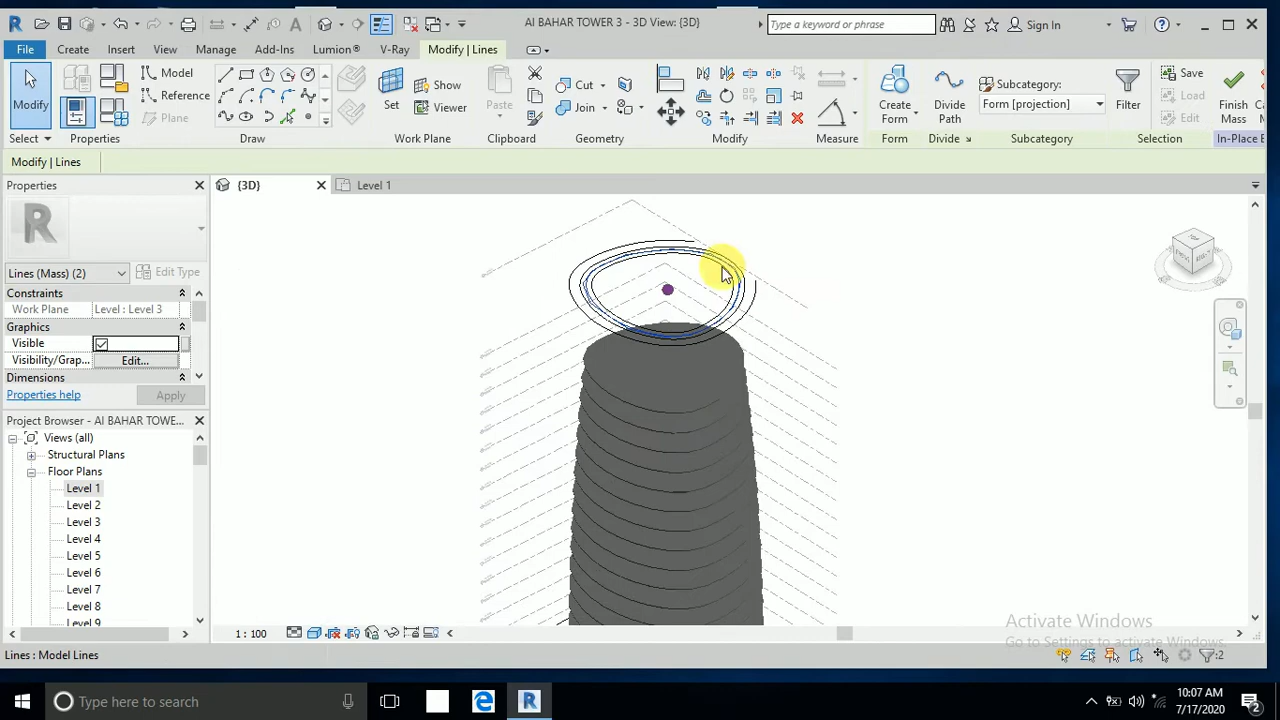 Al BAHAR TOWER 3 - 3D View: {3D}
Type a keyword or phrase
Sign In
File
Create
Insert
View
Manage
Add-Ins
Lumion®
V-Ray
Modify | Lines
Modify
Select
Properties
Model
Reference
Plane
Draw
Set
Show
Viewer
Work Plane
Paste
Clipboard
Cut
Join
Geometry
Modify
Measure
Create Form
Form
Divide Path
Divide
Subcategory:
Form [projection]
Subcategory
Filter
Save
Load
Edit
Selection
Finish Mass
In-Place E
Modify | Lines
Properties
{3D}
Level 1
Lines (Mass) (2)
Edit Type
Constraints
Work Plane
Level : Level 3
Graphics
Visible
Visibility/Grap...
Edit...
Dimensions
Properties help
Apply
Project Browser - Al BAHAR TOWE...
Views (all)
Structural Plans
Floor Plans
Level 1
Level 2
Level 3
Level 4
Level 5
Level 6
Level 7
Level 8
Level 9
1 : 100
Activate Windows
Go to Settings to activate Windows.
Lines : Model Lines
:2
Type here to search
10:07 AM
7/17/2020
2